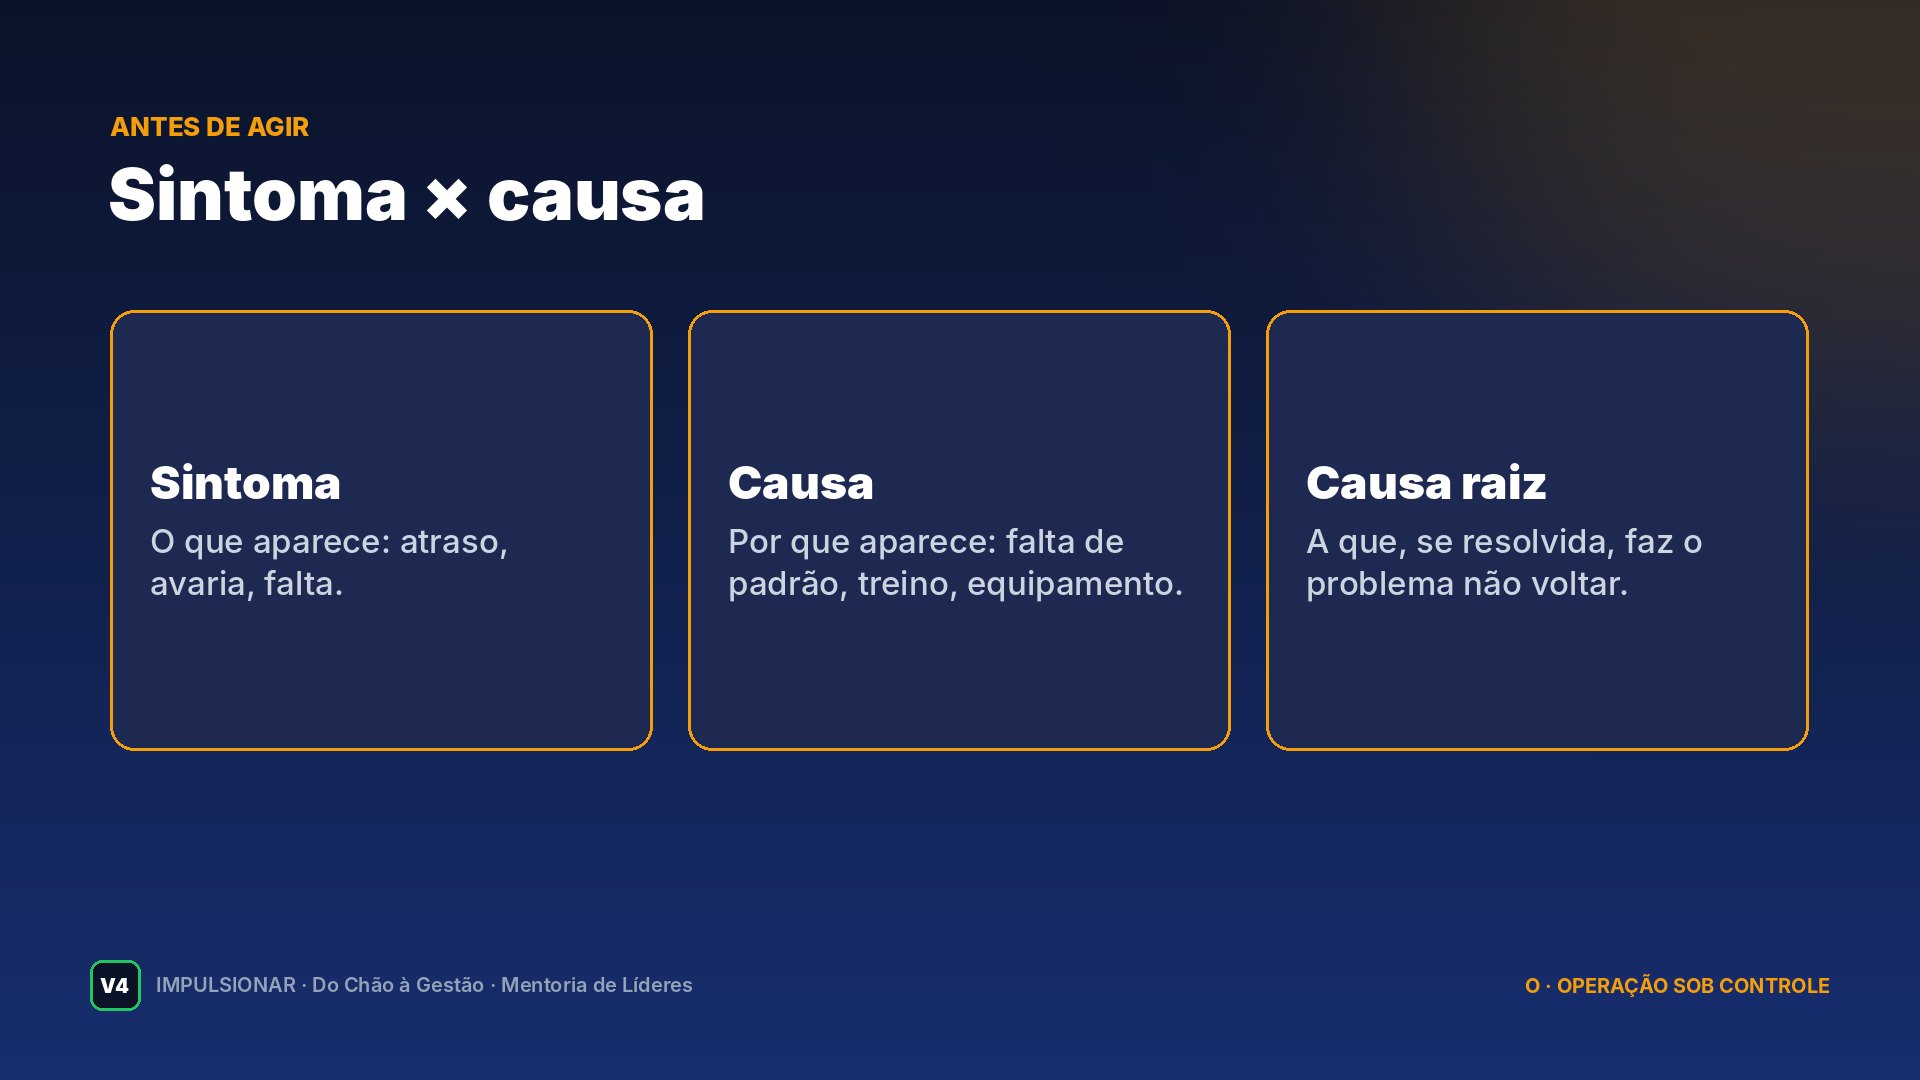 ANTES DE AGIR
Sintoma × causa
Sintoma
O que aparece: atraso,
avaria, falta.
Causa
Por que aparece: falta de
padrão, treino, equipamento.
Causa raiz
A que, se resolvida, faz o
problema não voltar.
V4
IMPULSIONAR · Do Chão à Gestão · Mentoria de Líderes
O · OPERAÇÃO SOB CONTROLE